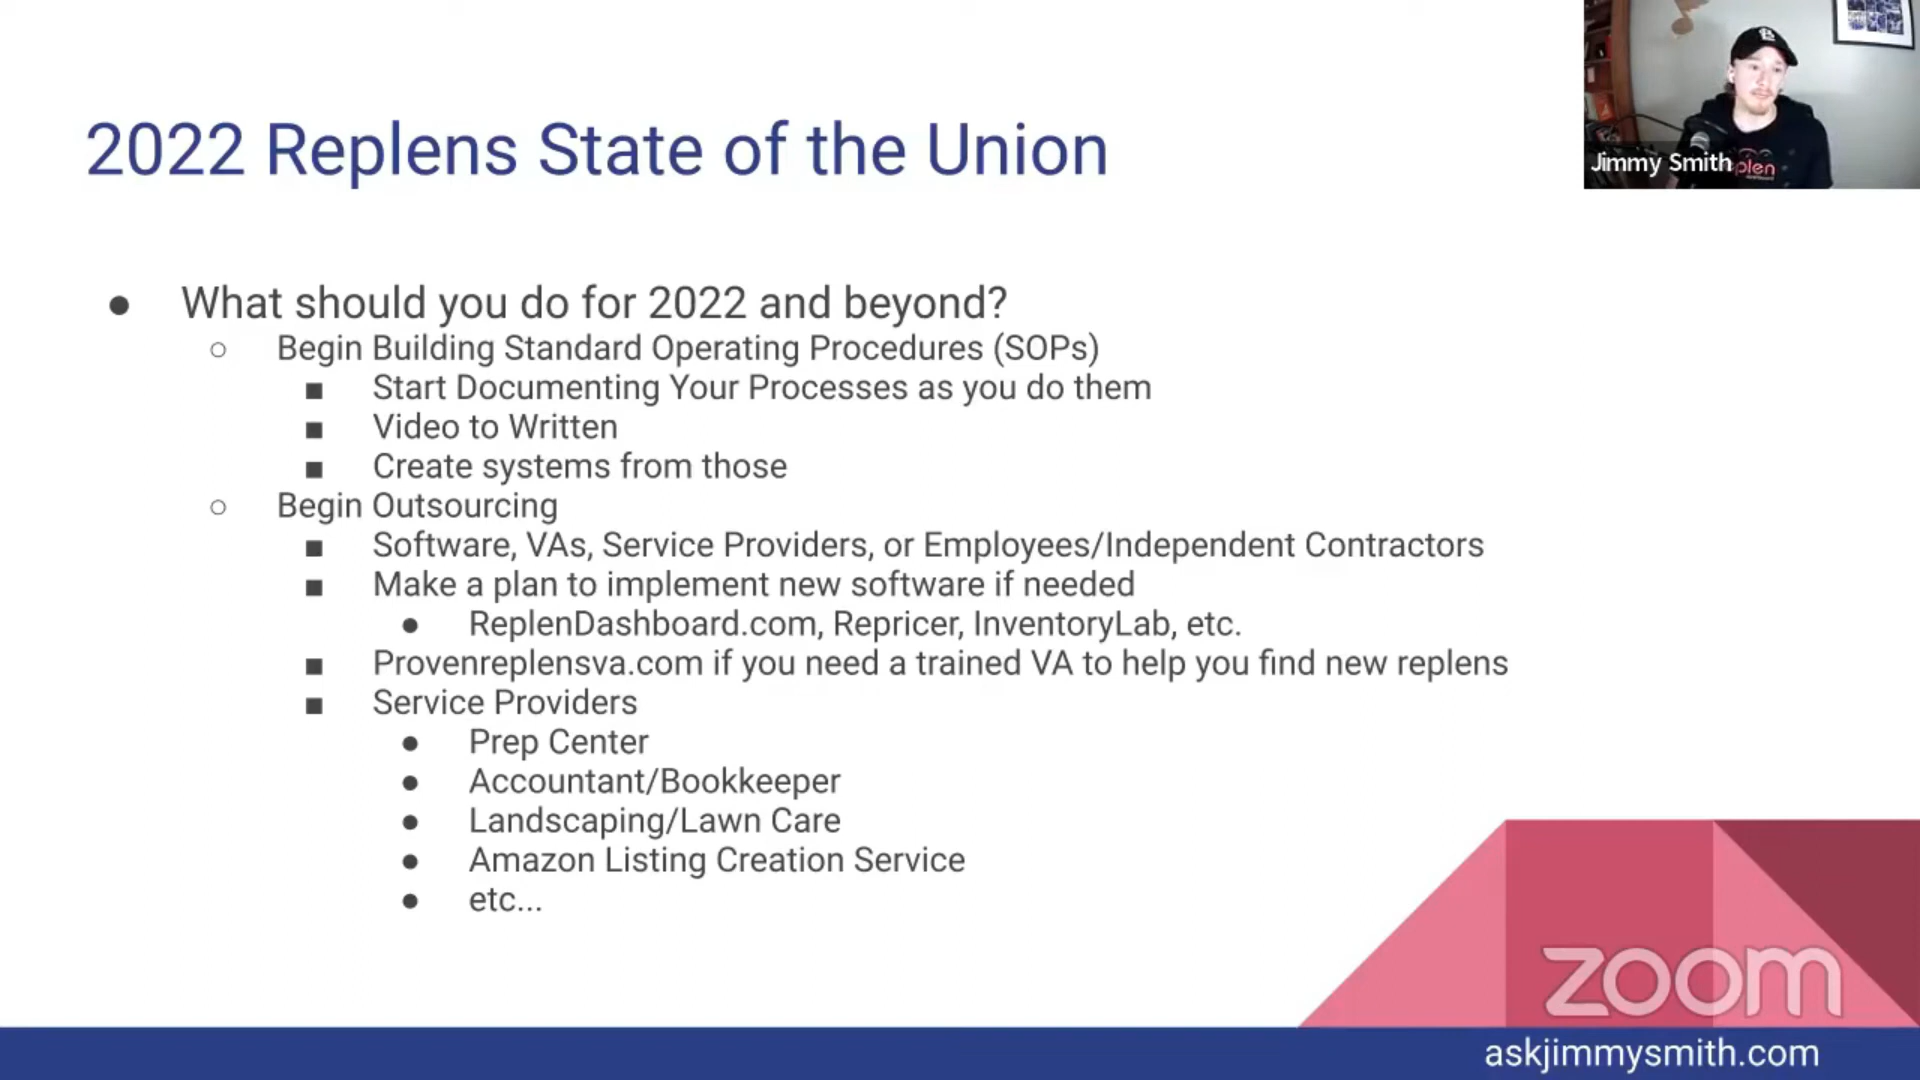 2022 Replens State of the Union
Jimmy Smith
plen
What should you do for 2022 and beyond?
Begin Building Standard Operating Procedures (SOPs)
Start Documenting Your Processes as you do them
Video to Written
Create systems from those
Begin Outsourcing
Software, VAs, Service Providers, or Employees/Independent Contractors
Make a plan to implement new software if needed
ReplenDashboard.com, Repricer, InventoryLab, etc.
Provenreplensva.com if you need a trained VA to help you find new replens
Service Providers
Prep Center
Accountant/Bookkeeper
Landscaping/Lawn Care
Amazon Listing Creation Service
etc...
zoom
askjimmysmith.com